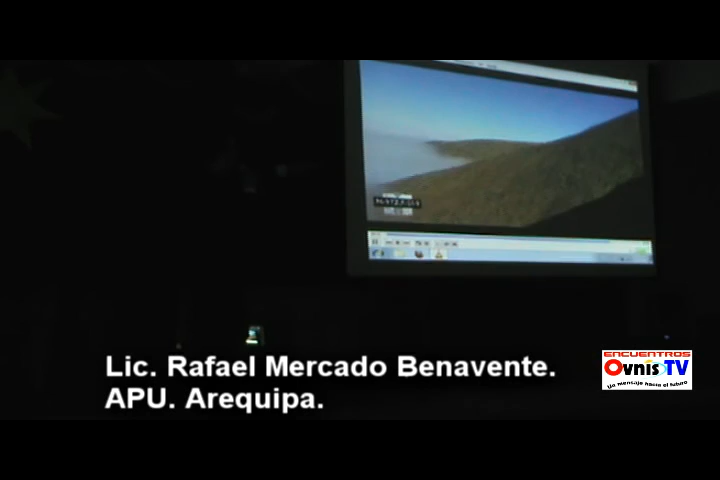 Lic. Rafael Mercado Benavente.
APU. Arequipa.
ENCUENTROS
OvnisTV
Un mensaje hacia el futuro